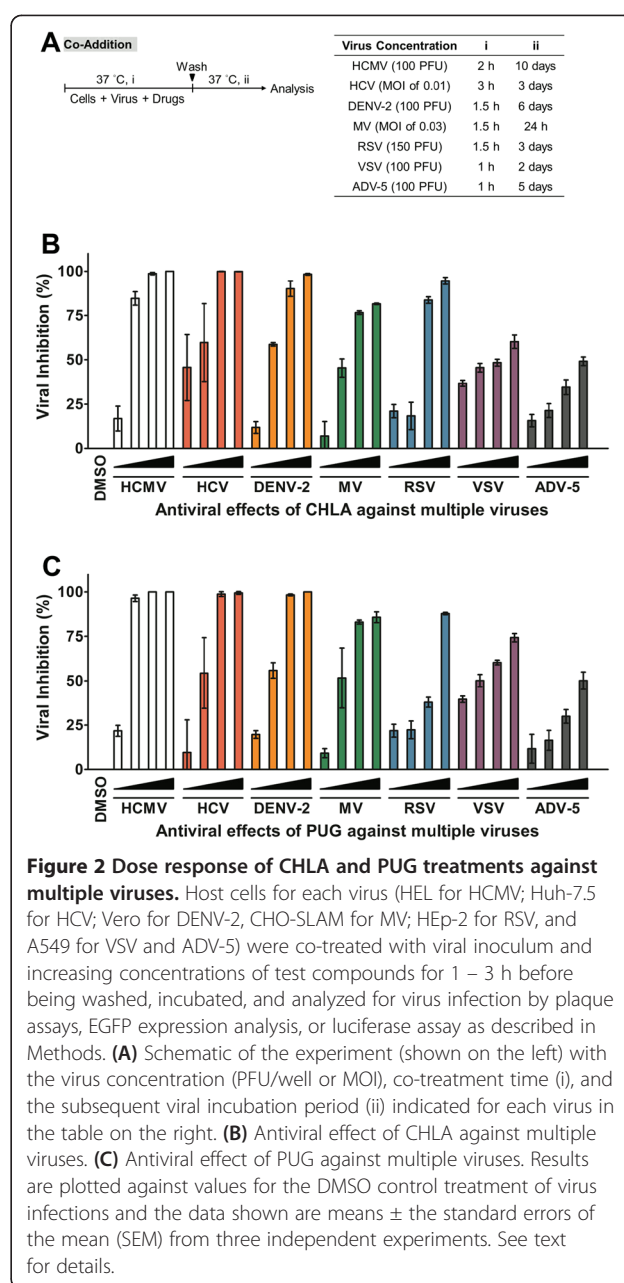 A Co-Addition
Wash
37 °C, i 37 °C, ii
Analysis
Cells + Virus + Drugs
Virus Concentration i ii
HCMV (100 PFU) 2 h 10 days
HCV (MOI of 0.01) 3 h 3 days
DENV-2 (100 PFU) 1.5 h 6 days
MV (MOI of 0.03) 1.5 h 24 h
RSV (150 PFU) 1.5 h 3 days
VSV (100 PFU) 1 h 2 days
ADV-5 (100 PFU) 1 h 5 days
B
Viral Inhibition (%)
100
75
50
25
0
DMSO
HCMV HCV DENV-2 MV RSV VSV ADV-5
Antiviral effects of CHLA against multiple viruses
C
Viral Inhibition (%)
100
75
50
25
0
DMSO
HCMV HCV DENV-2 MV RSV VSV ADV-5
Antiviral effects of PUG against multiple viruses
Figure 2 Dose response of CHLA and PUG treatments against
multiple viruses. Host cells for each virus (HEL for HCMV; Huh-7.5
for HCV; Vero for DENV-2, CHO-SLAM for MV; HEp-2 for RSV, and
A549 for VSV and ADV-5) were co-treated with viral inoculum and
increasing concentrations of test compounds for 1 – 3 h before
being washed, incubated, and analyzed for virus infection by plaque
assays, EGFP expression analysis, or luciferase assay as described in
Methods. (A) Schematic of the experiment (shown on the left) with
the virus concentration (PFU/well or MOI), co-treatment time (i), and
the subsequent viral incubation period (ii) indicated for each virus in
the table on the right. (B) Antiviral effect of CHLA against multiple
viruses. (C) Antiviral effect of PUG against multiple viruses. Results
are plotted against values for the DMSO control treatment of virus
infections and the data shown are means ± the standard errors of
the mean (SEM) from three independent experiments. See text
for details.